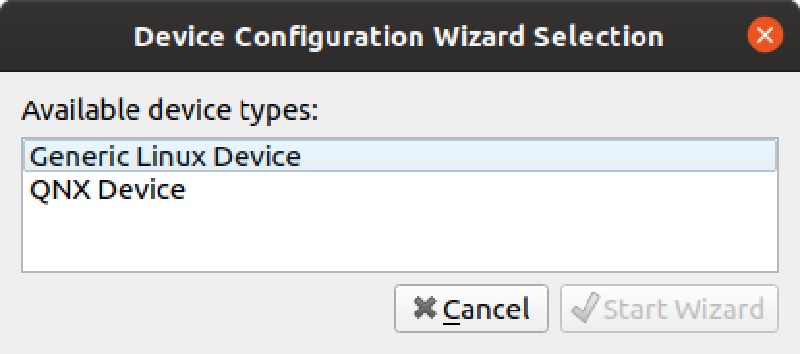 Device Configuration Wizard Selection
Available device types:
Generic Linux Device
QNX Device
Cancel
Start Wizard